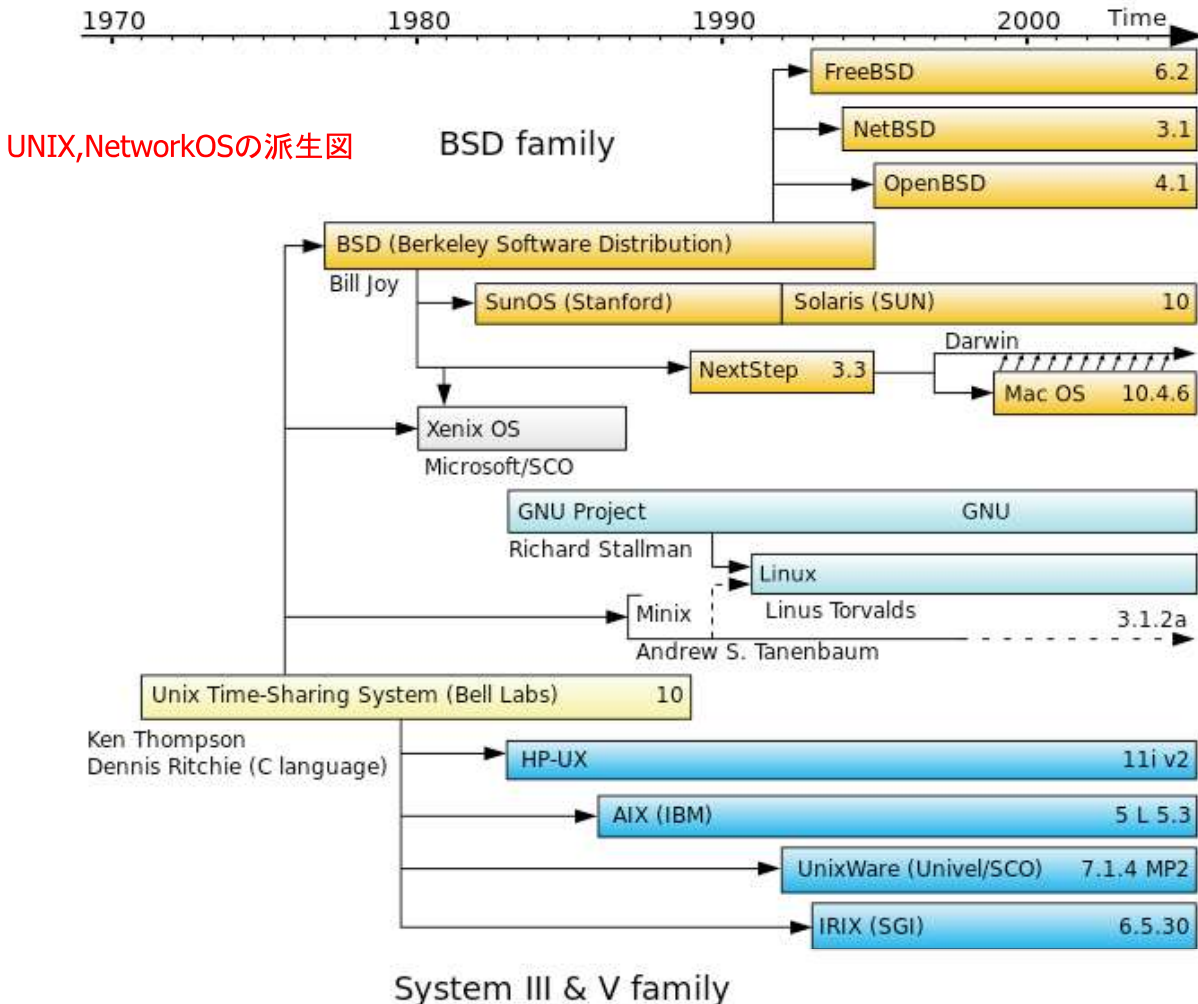 1970 1980 1990 2000 Time
FreeBSD 6.2
UNIX,NetworkOSの派生図
BSD family
NetBSD 3.1
OpenBSD 4.1
BSD (Berkeley Software Distribution)
Bill Joy
SunOS (Stanford) Solaris (SUN) 10
Darwin
NextStep 3.3
Mac OS 10.4.6
Xenix OS
Microsoft/SCO
GNU Project GNU
Richard Stallman
Linux
Linus Torvalds
Minix
3.1.2a
Andrew S. Tanenbaum
Unix Time-Sharing System (Bell Labs) 10
Ken Thompson
Dennis Ritchie (C language)
HP-UX 11i v2
AIX (IBM) 5 L 5.3
UnixWare (Univel/SCO) 7.1.4 MP2
IRIX (SGI) 6.5.30
System III & V family